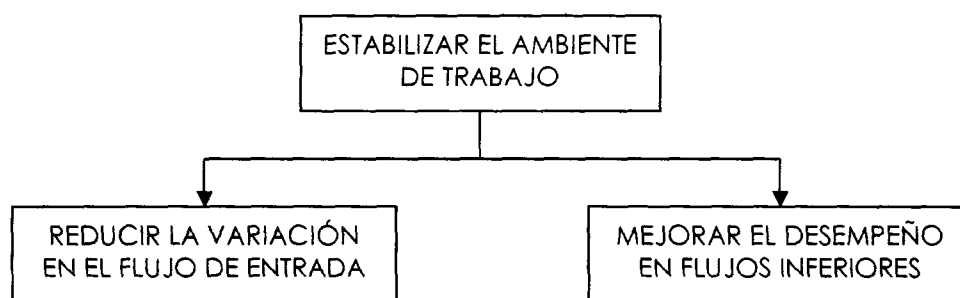 ESTABILIZAR EL AMBIENTE
DE TRABAJO
REDUCIR LA VARIACIÓN
EN EL FLUJO DE ENTRADA
MEJORAR EL DESEMPEÑO
EN FLUJOS INFERIORES